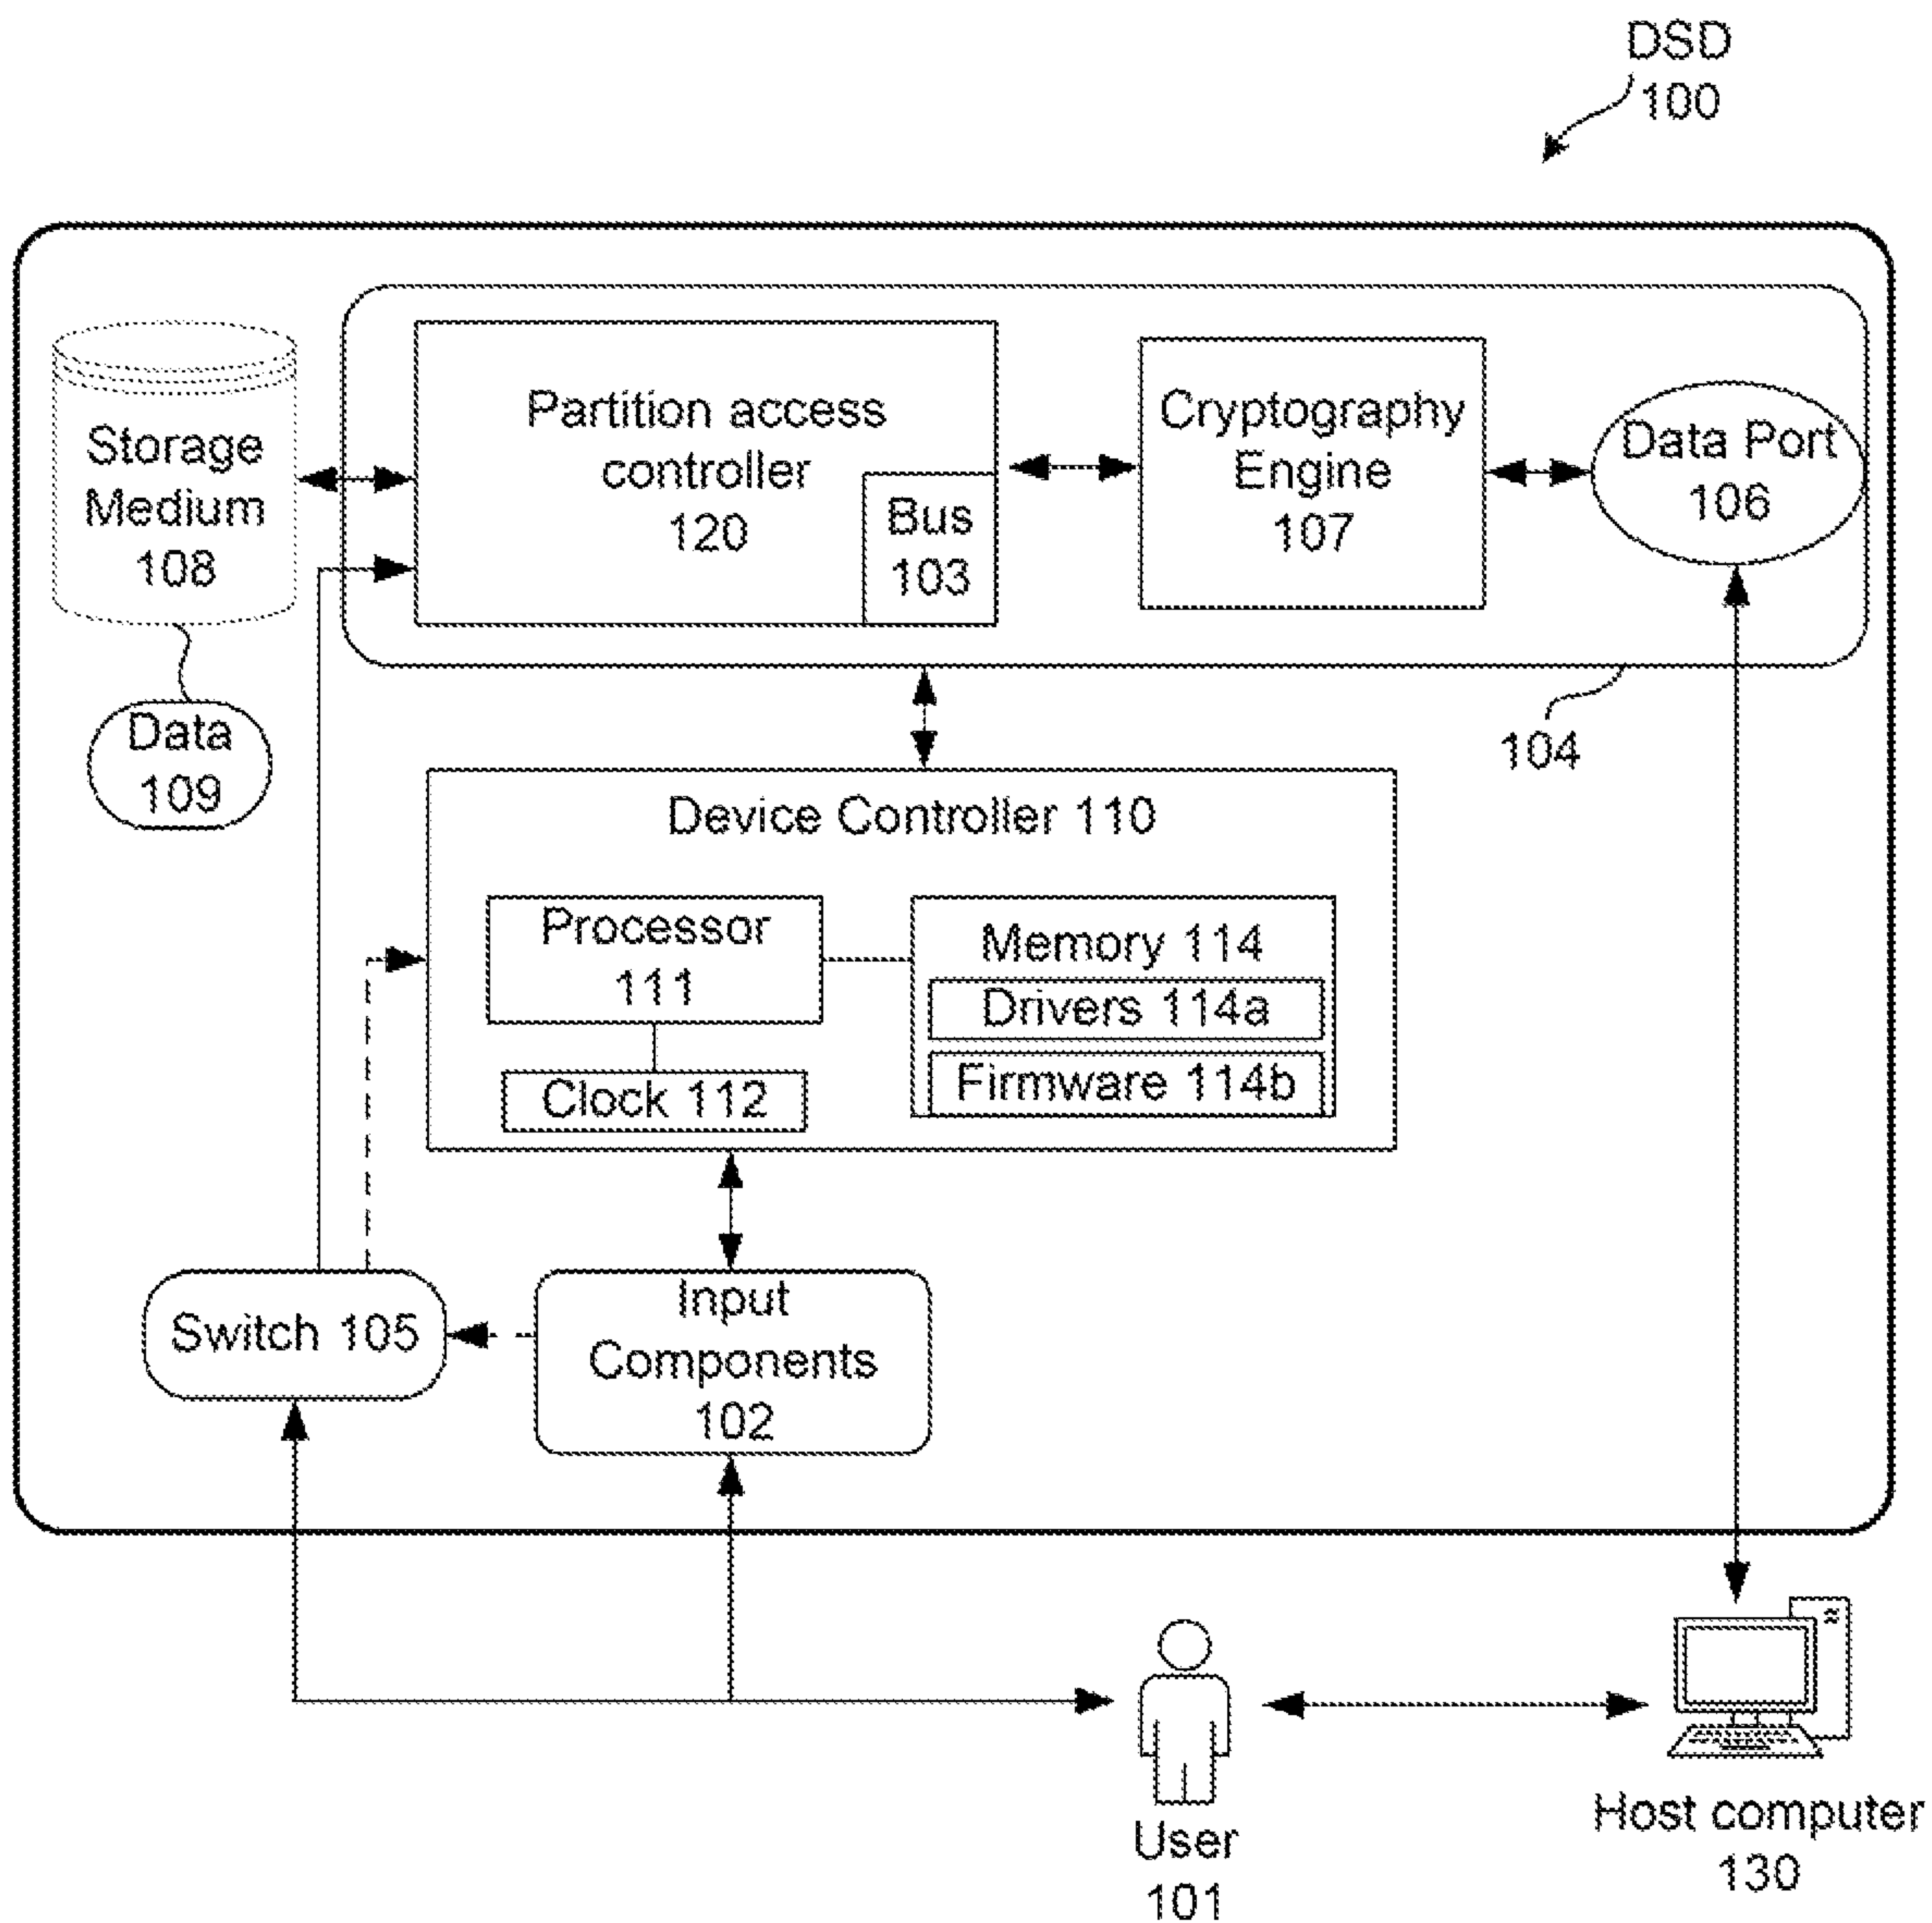 DSD
100
Storage
Medium
108
Partition access
controller
120
Bus
103
Cryptography
Engine
107
Data Port
106
Data
109
104
Device Controller 110
Processor
111
Memory 114
Drivers 114a
Firmware 114b
Clock 112
Switch 105
Input
Components
102
User
101
Host computer
130